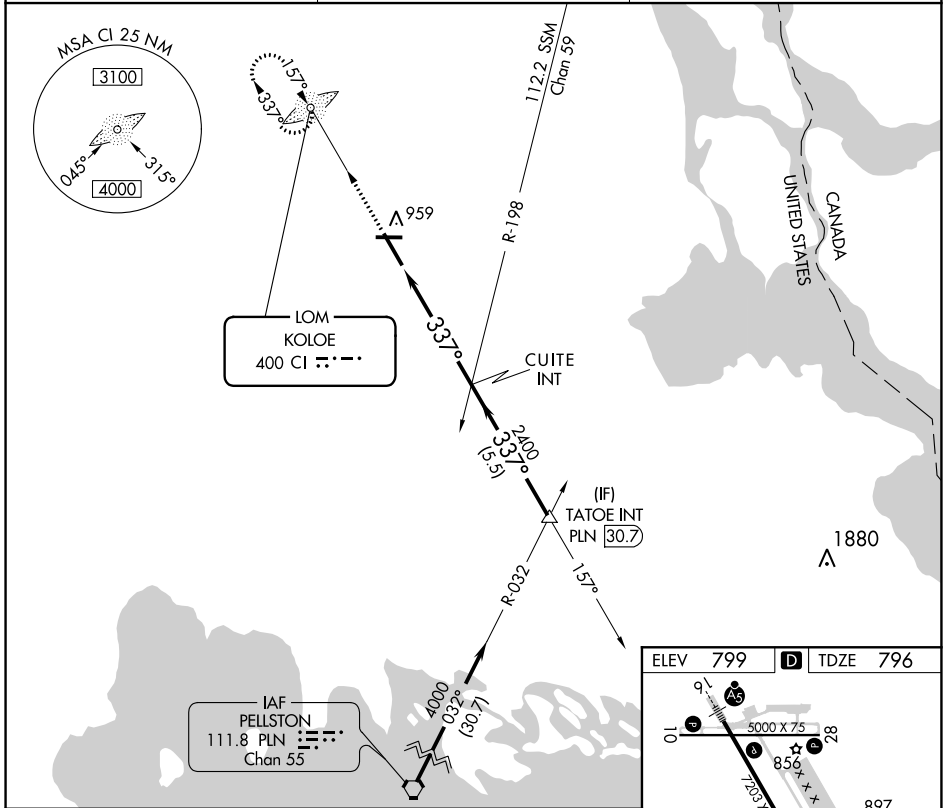 MSA CI 25 NM
3100
045°
315°
4000
157°
337°
112.2 SSM
Chan 59
R-198
959
CANADA
UNITED STATES
LOM
KOLOE
400 CI
337°
CUITE
INT
2400
337°
(5.5)
(IF)
TATOE INT
PLN 30.7
1880
R-032
157°
IAF
PELLSTON
111.8 PLN
Chan 55
4000
032°
(30.7)
ELEV 799 D TDZE 796
16
A5
P
5000 X 75
10
28
P
P
856
7203 X
897